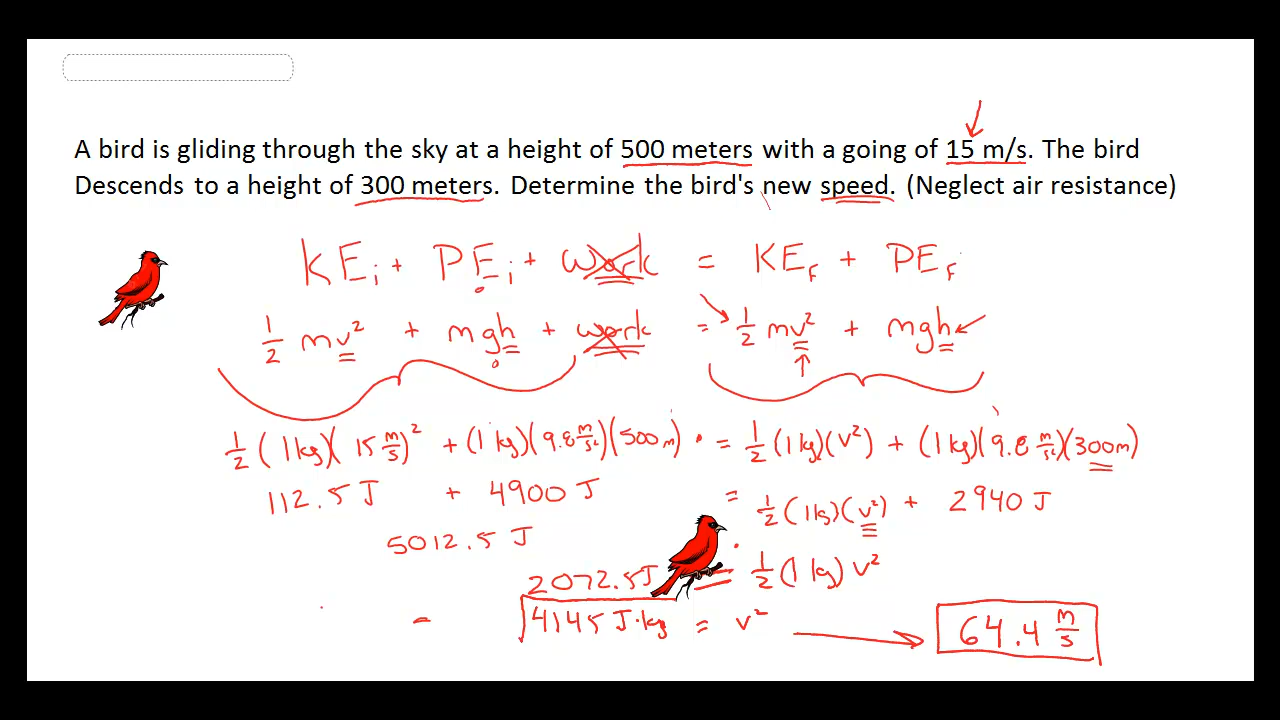 A bird is gliding through the sky at a height of 500 meters with a going of 15 m/s. The bird
Descends to a height of 300 meters. Determine the bird's new speed. (Neglect air resistance)
KEi + PEi + work = KEf + PEf
1/2 mv² + mgh + work = 1/2 mv² + mgh
1/2 (1kg)(15 m/s)² + (1kg)(9.8 m/s²)(500m) = 1/2 (1kg)(v²) + (1kg)(9.8 m/s²)(300m)
112.5 J + 4900 J = 1/2 (1kg)(v²) + 2940 J
5012.5 J
2072.5J = 1/2 (1kg) v²
= √4145 J·kg = v² 64.4 m/s